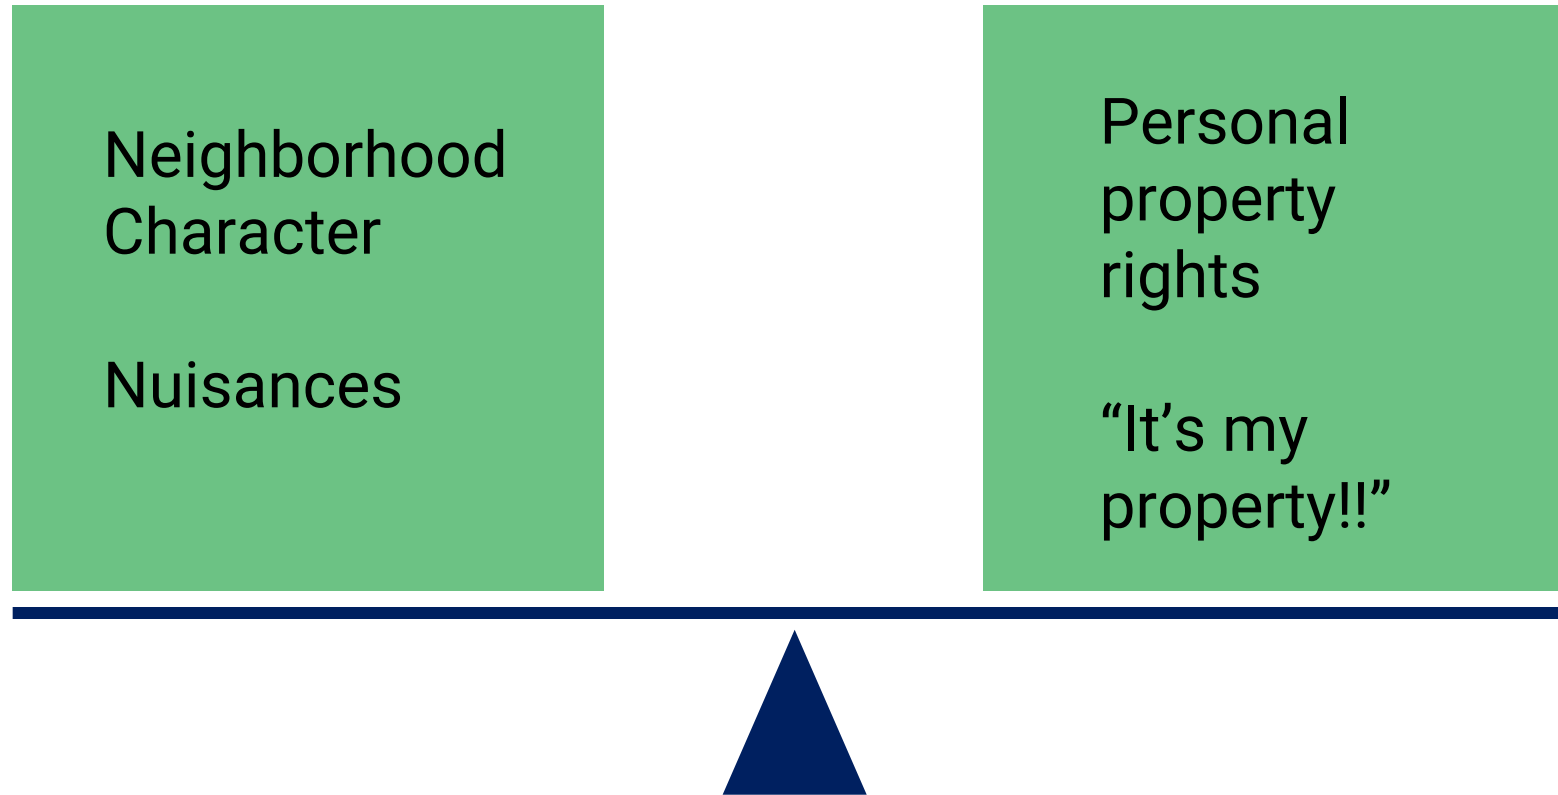 Neighborhood
Character
Nuisances
Personal
property
rights
“It’s my
property!!”